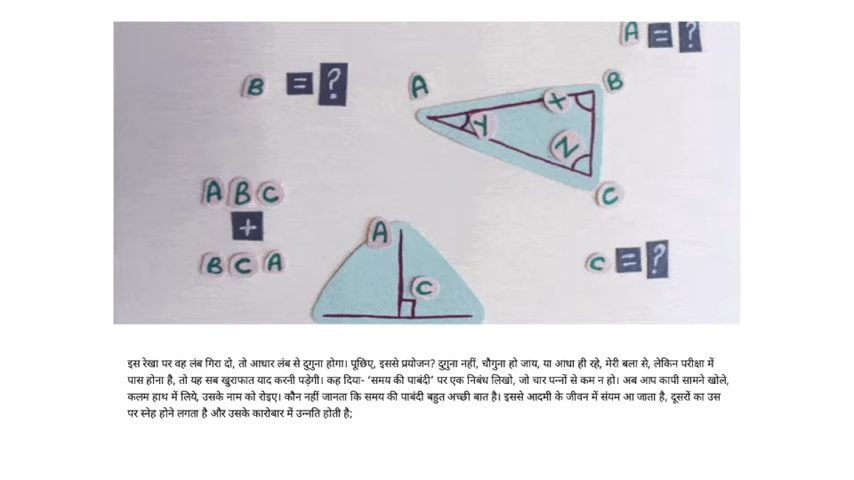 A = ?
B = ?
A
B
X
Y
Z
C
A B C
+
B C A
A
C
C = ?
इस रेखा पर वह लंब गिरा दो, तो आधार लंब से दुगुना होगा। पूछिए, इससे प्रयोजन? दुगुना नहीं, चौगुना हो जाय, या आधा ही रहे, मेरी बला से, लेकिन परीक्षा में
पास होना है, तो यह सब खुराफात याद करनी पड़ेगी। कह दिया- ‘समय की पाबंदी’ पर एक निबंध लिखो, जो चार पन्नों से कम न हो। अब आप कापी सामने खोले,
कलम हाथ में लिये, उसके नाम को रोइए। कौन नहीं जानता कि समय की पाबंदी बहुत अच्छी बात है। इससे आदमी के जीवन में संयम आ जाता है, दूसरों का उस
पर स्नेह होने लगता है और उसके कारोबार में उन्नति होती है;